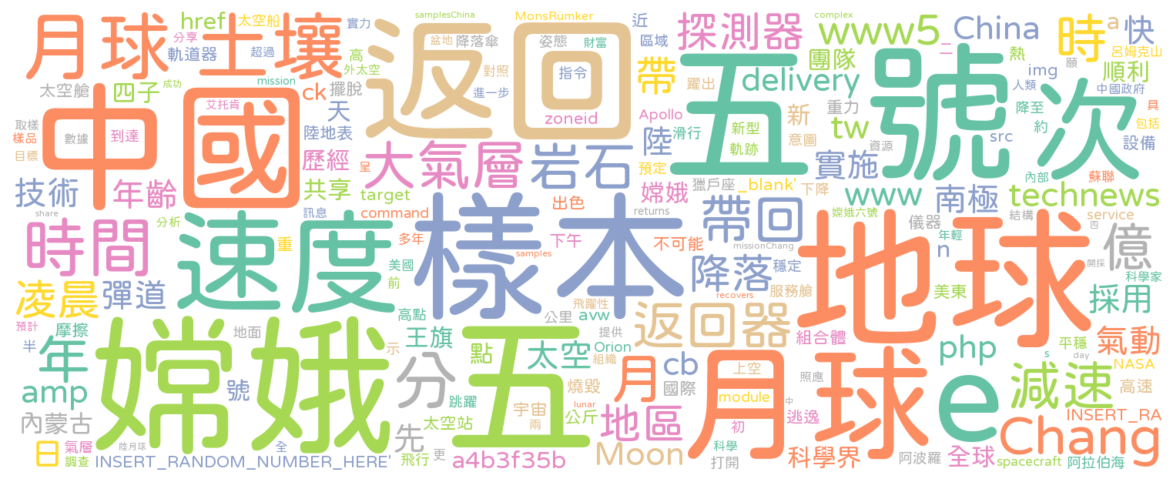 href 太空船 samplesChina MonsRumker complex
月球土壤 分享 實力 盆地 降落傘 姿態 財富 探測器 www5 近 China a 快
軌道器 超過 高 返回 區域 時 二 呂姆克山
外太空 對照 指令 帶 團隊 熱 img 順利
太空艙 四子 mission 擺脫 進一步 躍出 delivery 五號次 人類 願 中國政府
中國 艾托肯 ck 天 zoneid Apollo 新 重力 降至 具
取樣 數據 到達 陸地表 陸 滑行 新型 tw src 約 包括
樣品 歷經 大氣層 岩石 軌跡 意圖 資源 設備
目標 預定 實施 內部 蘇聯
技術 年齡 共享 target 呈 嫦娥 獵戶座 _blank' 下降 www 南極 technews
訊息 command 出色 帶回 嫦娥六號 結構 service
時間 分析 share 速度 多年 樣本 returns 儀器 年輕 四
重 下午 不可能 missionChang 地球 n 開採 億
美國 samples 降落 穩定 科學家
凌晨 彈道 前 recovers 服務艙 美東 採用
預計 摩擦 高點 飛躍性 公里 返回器 組合體
半 年 地面 王旗 avw 提供 php 平穩 氣動
嫦娥五 示 點 太空 Orion 組織 月 cb 上空 照應 s day NASA
amp 號 分 燒毀 國際 月球 e 減速 高速
內蒙古 跳躍 宇宙 公斤 module 中 逃逸
先 太空站 兩 lunar 地區 初 INSERT_RA
日 氣層 陸月球 全 更 Moon 科學 Chang
調查 INSERT_RANDOM_NUMBER_HERE' 飛行 a4b3f35b 打開 科學界 阿波羅 全球 spacecraft 阿拉伯海
成功